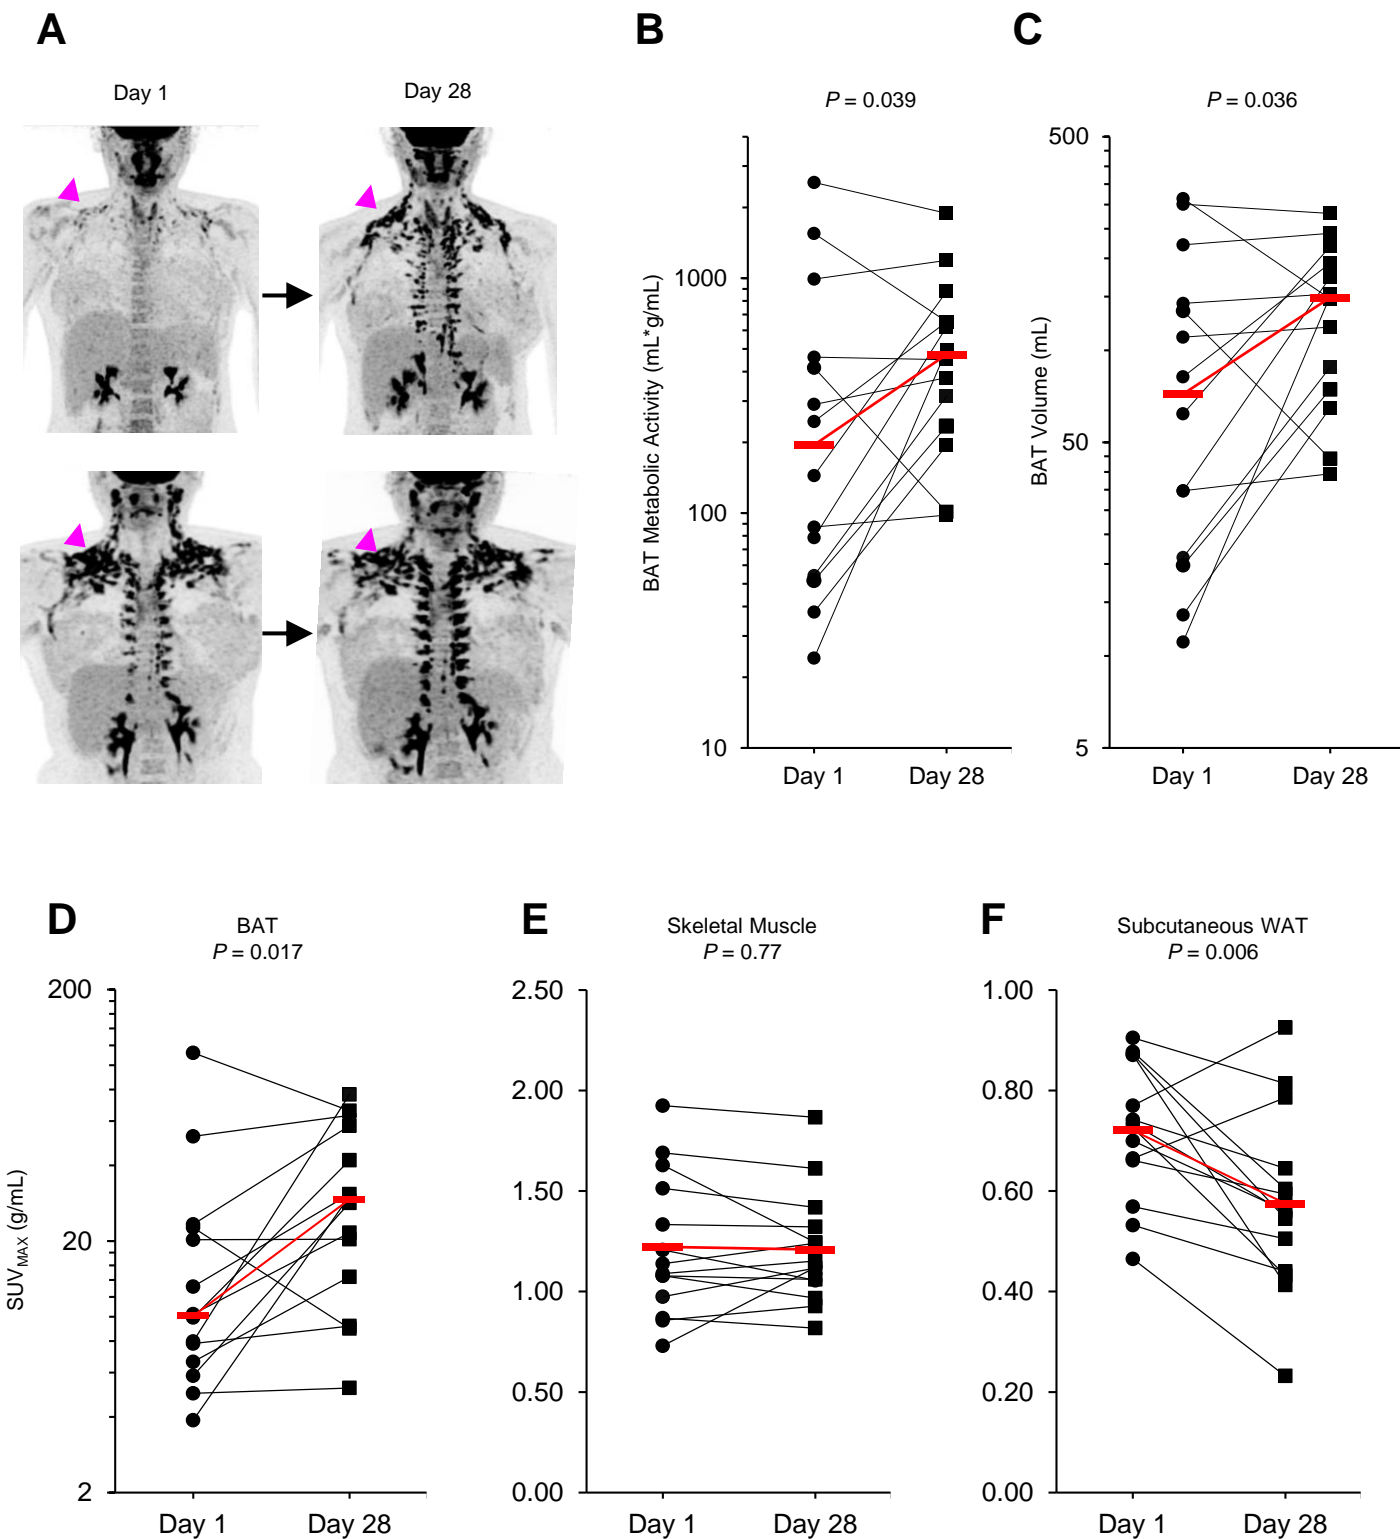 A
Day 1
Day 28
B
P = 0.039
BAT Metabolic Activity (mL*g/mL)
1000
100
10
Day 1
Day 28
C
P = 0.036
BAT Volume (mL)
500
50
5
Day 1
Day 28
D
BAT
P = 0.017
SUVMAX (g/mL)
200
20
2
Day 1
Day 28
E
Skeletal Muscle
P = 0.77
2.50
2.00
1.50
1.00
0.50
0.00
Day 1
Day 28
F
Subcutaneous WAT
P = 0.006
1.00
0.80
0.60
0.40
0.20
0.00
Day 1
Day 28